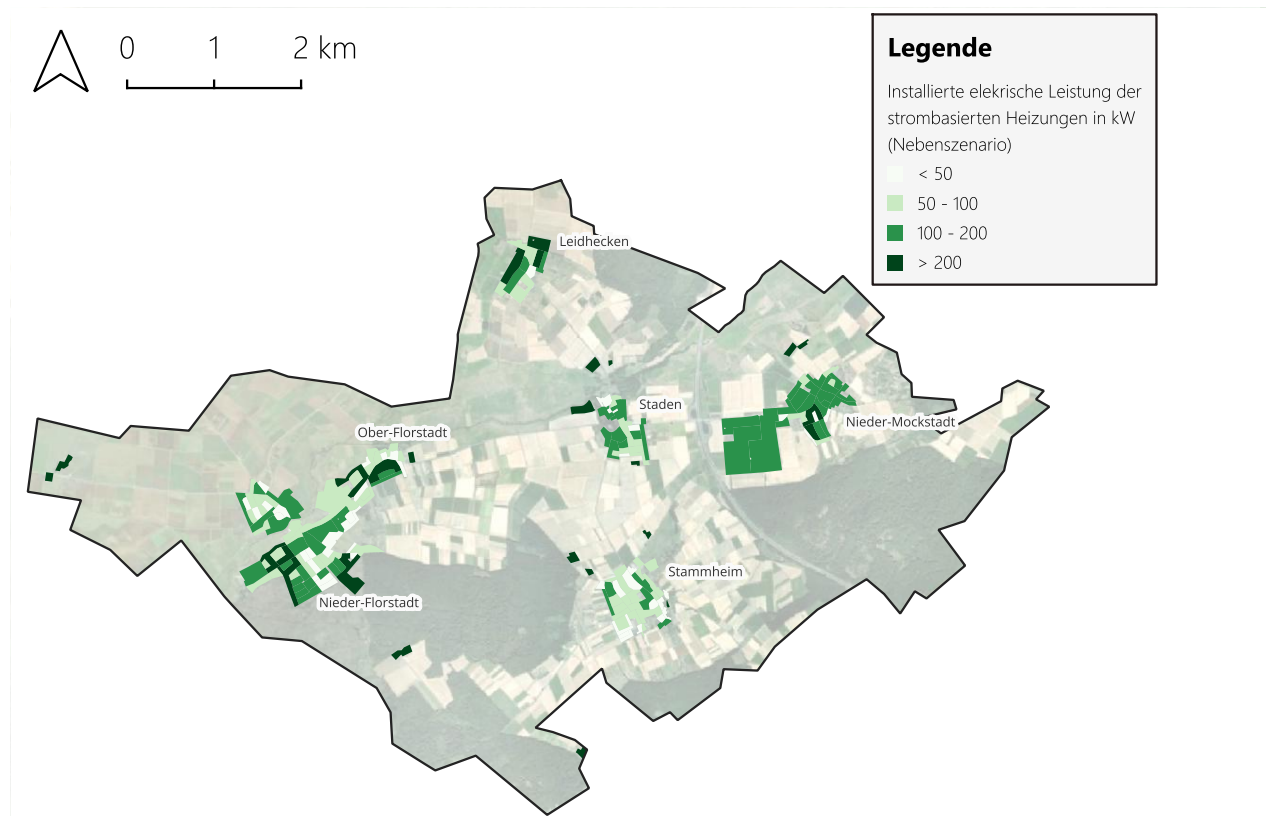 0 1 2 km
Legende
Installierte elekrische Leistung der
strombasierten Heizungen in kW
(Nebenszenario)
< 50
50 - 100
100 - 200
> 200
Leidhecken
Staden
Nieder-Mockstadt
Ober-Florstadt
Stammheim
Nieder-Florstadt